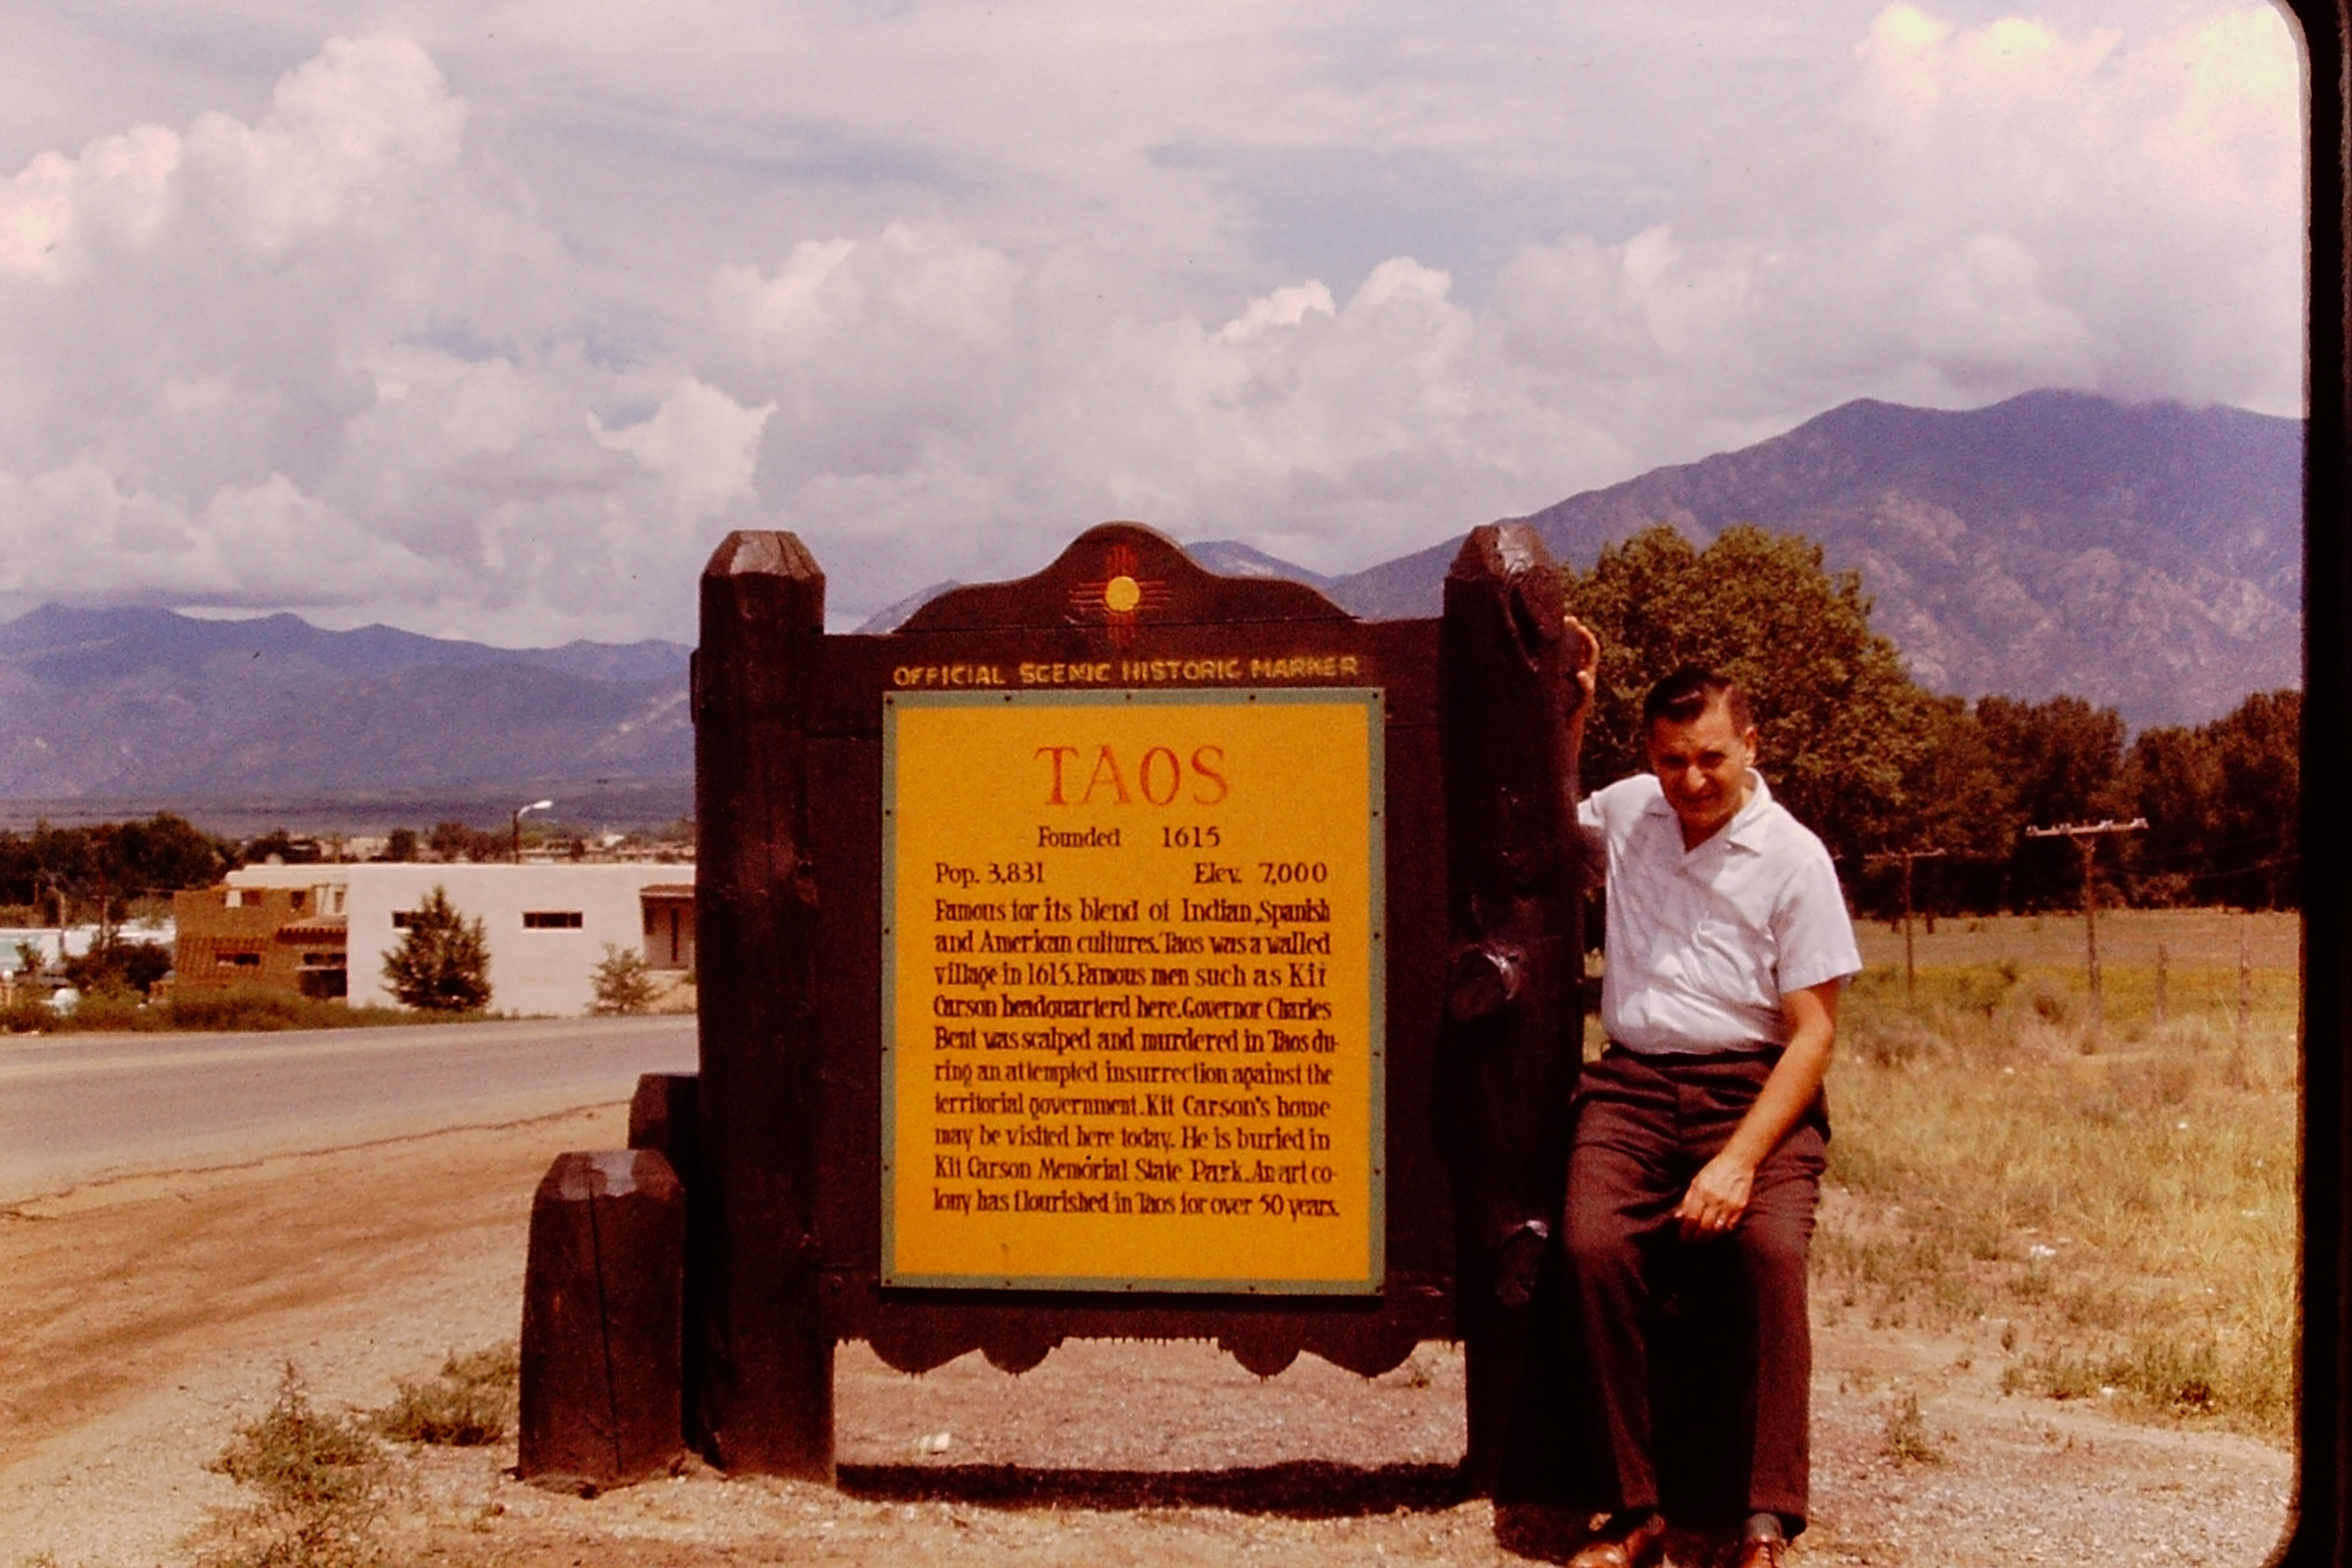 OFFICIAL SCENIC HISTORIC MARKER
TAOS
Founded 1615
Pop. 3,831 Elev. 7,000
Famous for its blend of Indian, Spanish
and American cultures. Taos was a walled
village in 1615. Famous men such as Kit
Carson headquarterd here. Governor Charles
Bent was scalped and murdered in Taos du-
ring an attempted insurrection against the
territorial government. Kit Carson's home
may be visited here today. He is buried in
Kit Carson Memorial State Park. An art co-
lony has flourished in Taos for over 50 years.